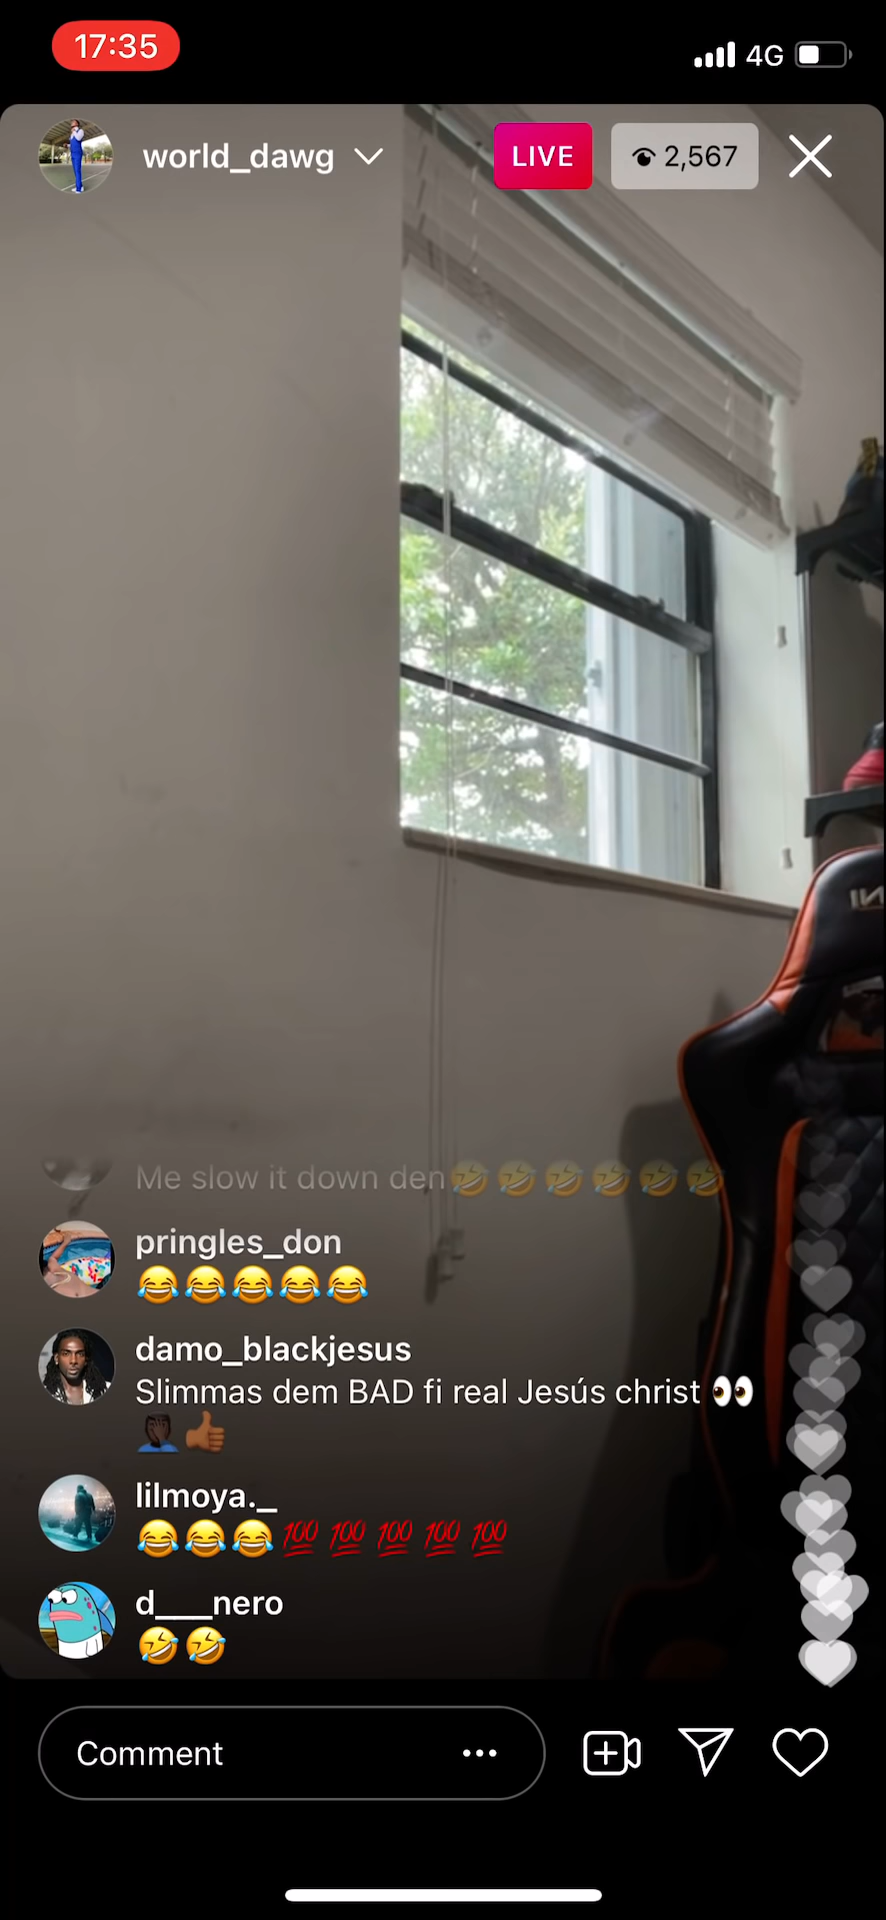 17:35
4G
world_dawg
LIVE
2,567
Me slow it down den🤣🤣🤣🤣🤣🤣
pringles_don
😂😂😂😂😂
damo_blackjesus
Slimmas dem BAD fi real Jesús christ 👀
🤦🏿‍♂️👍🏾
lilmoya._
😂😂😂💯💯💯💯💯
d___nero
🤣🤣
Comment